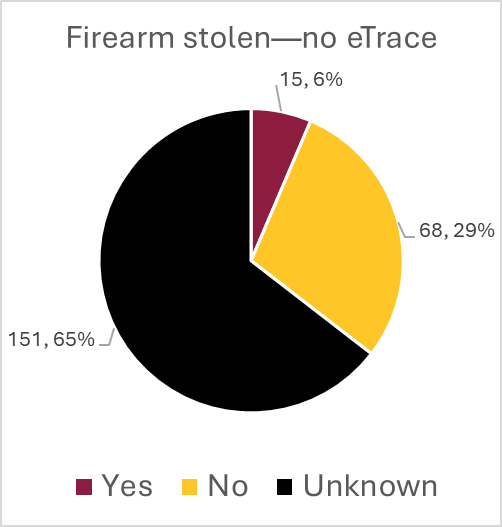 Firearm stolen—no eTrace
15, 6%
68, 29%
151, 65%
Yes No Unknown